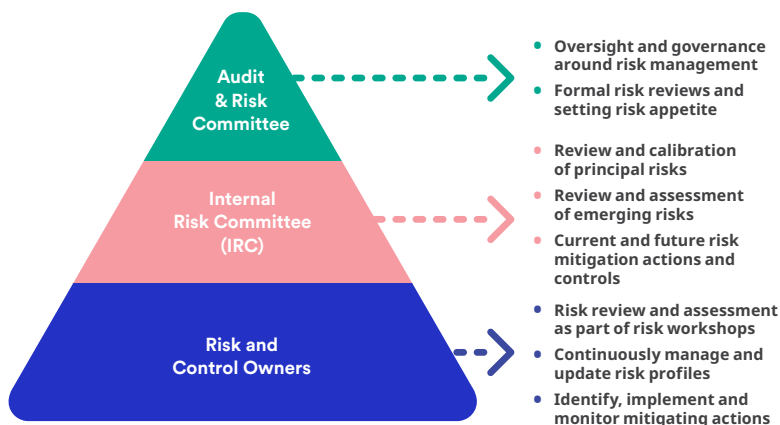 Audit
& Risk
Committee
• Oversight and governance
around risk management
• Formal risk reviews and
setting risk appetite
Internal
Risk Committee
(IRC)
• Review and calibration
of principal risks
• Review and assessment
of emerging risks
• Current and future risk
mitigation actions and
controls
Risk and
Control Owners
• Risk review and assessment
as part of risk workshops
• Continuously manage and
update risk profiles
• Identify, implement and
monitor mitigating actions